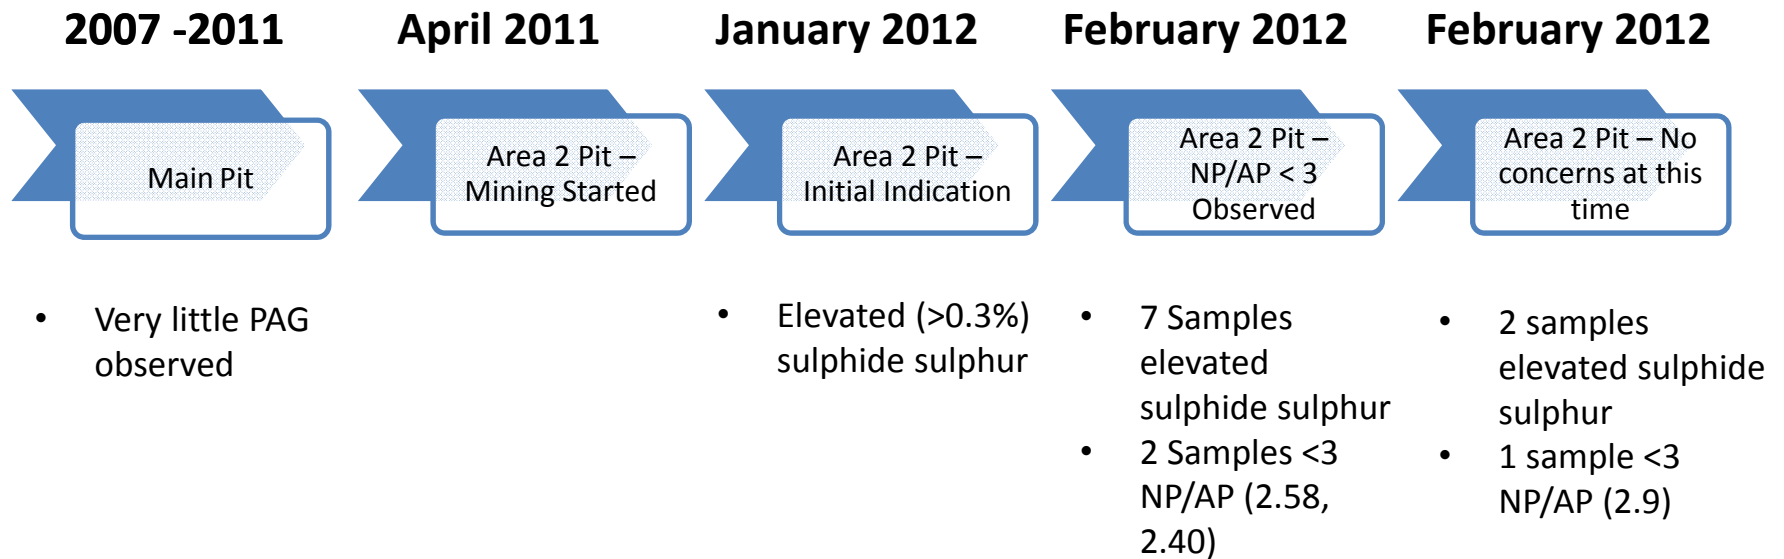 2007 -2011
April 2011
January 2012
February 2012
February 2012
Main Pit
Area 2 Pit –
Mining Started
Area 2 Pit –
Initial Indication
Area 2 Pit –
NP/AP < 3
Observed
Area 2 Pit – No
concerns at this
time
• Very little PAG
observed
• Elevated (>0.3%)
sulphide sulphur
• 7 Samples
elevated
sulphide sulphur
• 2 Samples <3
NP/AP (2.58,
2.40)
• 2 samples
elevated sulphide
sulphur
• 1 sample <3
NP/AP (2.9)